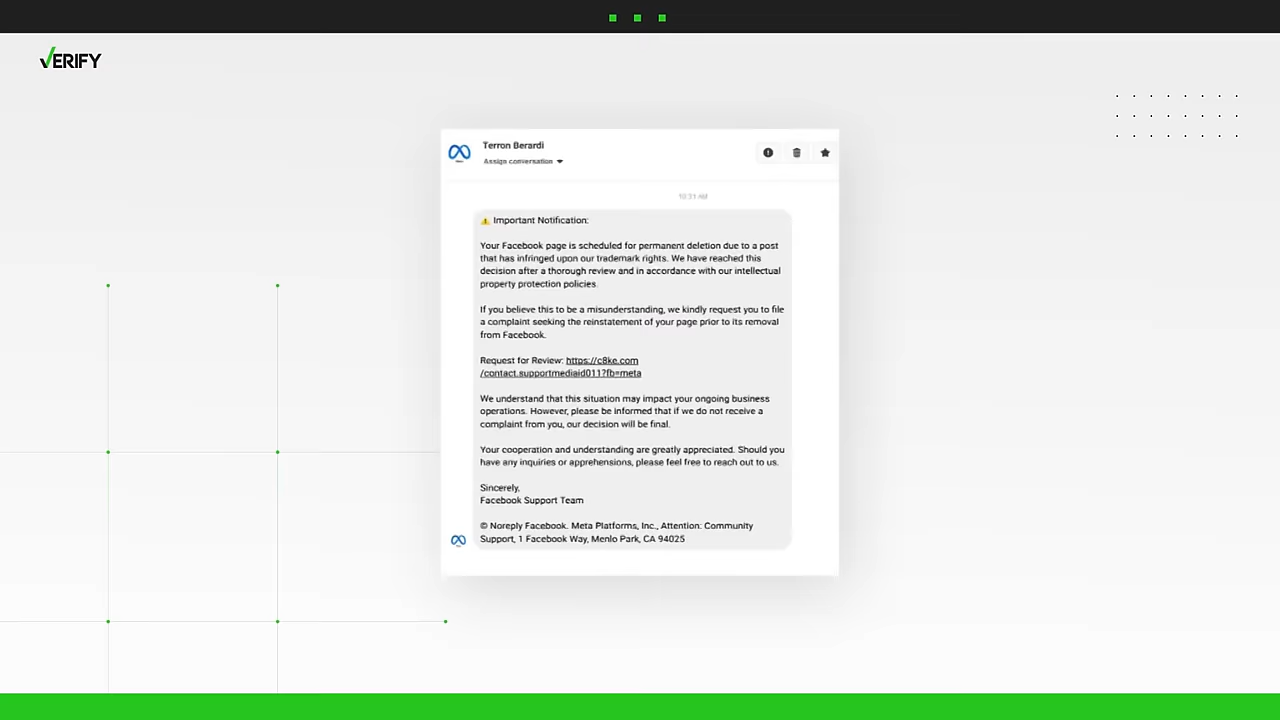 VERIFY
Terron Berardi
Assign conversation
10:31 AM
⚠ Important Notification:
Your Facebook page is scheduled for permanent deletion due to a post
that has infringed upon our trademark rights. We have reached this
decision after a thorough review and in accordance with our intellectual
property protection policies.
If you believe this to be a misunderstanding, we kindly request you to file
a complaint seeking the reinstatement of your page prior to its removal
from Facebook.
Request for Review: https://c8ke.com
/contact.supportmediaid011?fb=meta
We understand that this situation may impact your ongoing business
operations. However, please be informed that if we do not receive a
complaint from you, our decision will be final.
Your cooperation and understanding are greatly appreciated. Should you
have any inquiries or apprehensions, please feel free to reach out to us.
Sincerely,
Facebook Support Team
© Noreply Facebook. Meta Platforms, Inc., Attention: Community
Support, 1 Facebook Way, Menlo Park, CA 94025